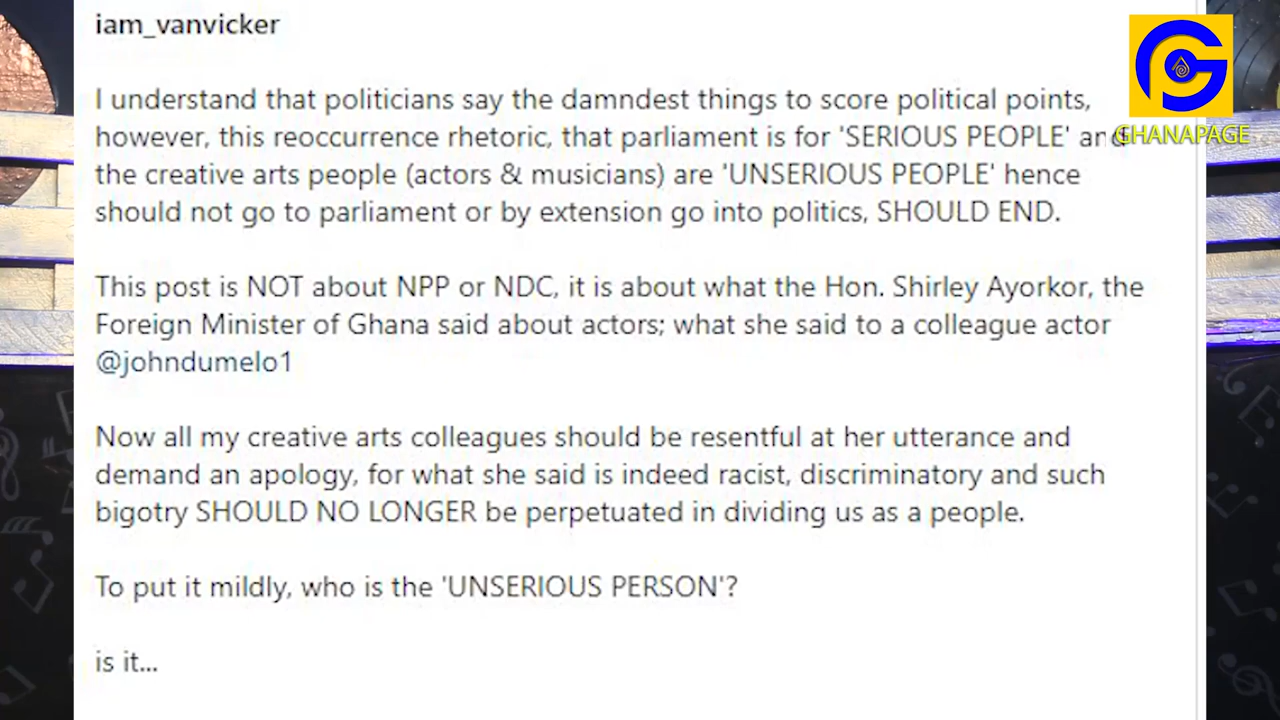 iam_vanvicker
I understand that politicians say the damndest things to score political points,
however, this reoccurrence rhetoric, that parliament is for 'SERIOUS PEOPLE' and
the creative arts people (actors & musicians) are 'UNSERIOUS PEOPLE' hence
should not go to parliament or by extension go into politics, SHOULD END.
This post is NOT about NPP or NDC, it is about what the Hon. Shirley Ayorkor, the
Foreign Minister of Ghana said about actors; what she said to a colleague actor
@johndumelo1
Now all my creative arts colleagues should be resentful at her utterance and
demand an apology, for what she said is indeed racist, discriminatory and such
bigotry SHOULD NO LONGER be perpetuated in dividing us as a people.
To put it mildly, who is the 'UNSERIOUS PERSON'?
is it...
GHANAPAGE